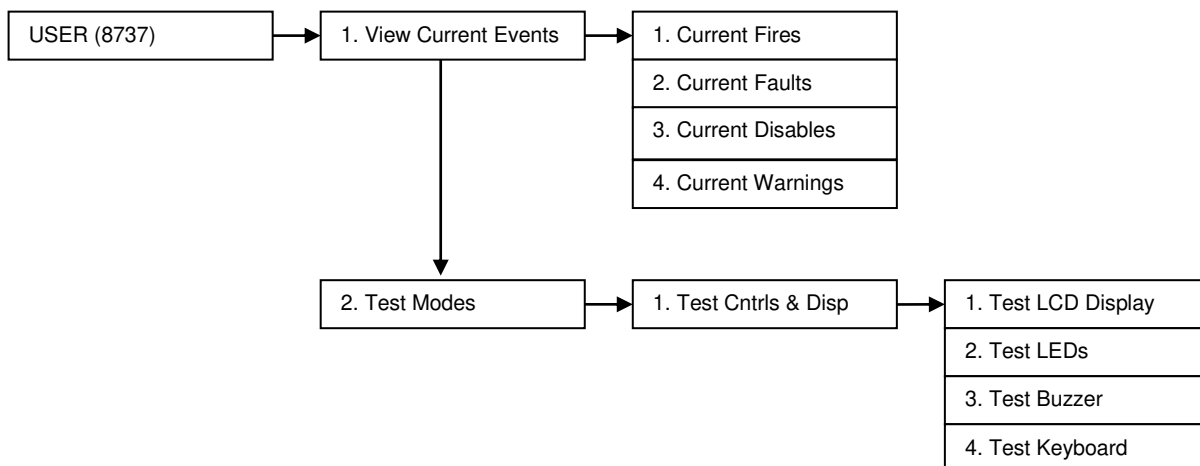 USER (8737)
1. View Current Events
1. Current Fires
2. Current Faults
3. Current Disables
4. Current Warnings
2. Test Modes
1. Test Cntrls & Disp
1. Test LCD Display
2. Test LEDs
3. Test Buzzer
4. Test Keyboard